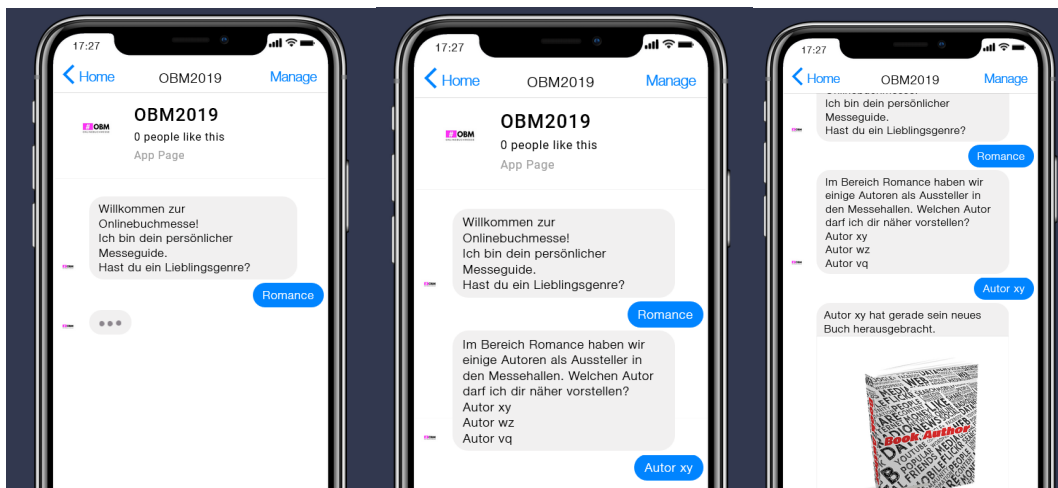 17:27
Home
OBM2019
Manage
OBM
OBM2019
0 people like this
App Page
Willkommen zur
Onlinebuchmesse!
Ich bin dein persönlicher
Messeguide.
Hast du ein Lieblingsgenre?
Romance
17:27
Home
OBM2019
Manage
OBM
OBM2019
0 people like this
App Page
Willkommen zur
Onlinebuchmesse!
Ich bin dein persönlicher
Messeguide.
Hast du ein Lieblingsgenre?
Romance
Im Bereich Romance haben wir
einige Autoren als Aussteller in
den Messehallen. Welchen Autor
darf ich dir näher vorstellen?
Autor xy
Autor wz
Autor vq
Autor xy
17:27
Home
OBM2019
Manage
Onlinebuchmesse!
Ich bin dein persönlicher
Messeguide.
Hast du ein Lieblingsgenre?
Romance
Im Bereich Romance haben wir
einige Autoren als Aussteller in
den Messehallen. Welchen Autor
darf ich dir näher vorstellen?
Autor xy
Autor wz
Autor vq
Autor xy
Autor xy hat gerade sein neues
Buch herausgebracht.
Book Author